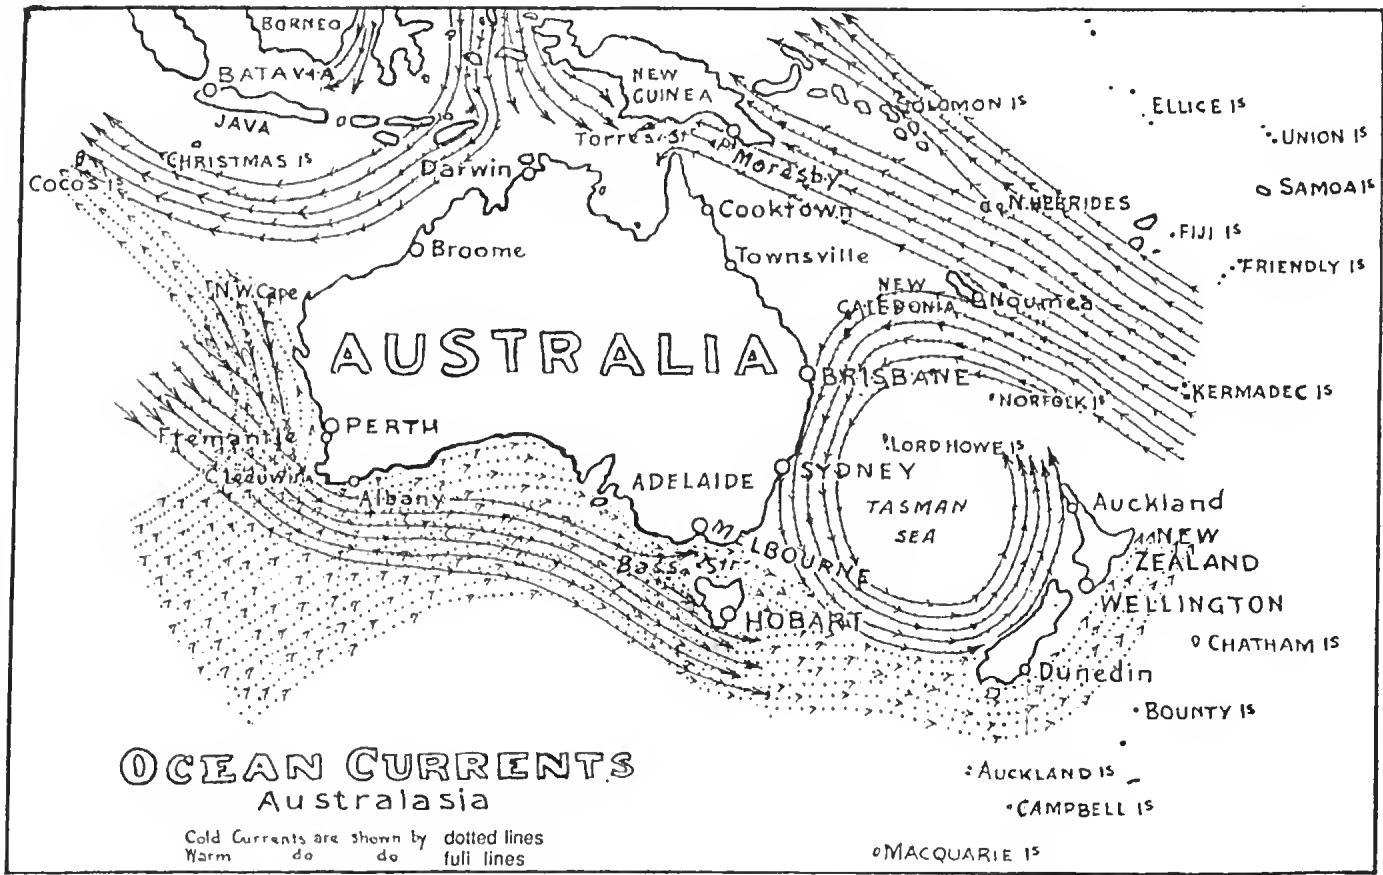 BORNEO
BATAVIA
JAVA
NEW
GUINEA
SOLOMON IS
ELLICE IS
UNION IS
CHRISTMAS IS
COCOS IS
Torres Str
Pt Moresby
Darwin
SAMOA IS
N. HEBRIDES
Cooktown
FIJI IS
Broome
Townsville
FRIENDLY IS
N.W. Cape
NEW
CALEDONIA
Noumea
AUSTRALIA
BRISBANE
NORFOLK IS
KERMADEC IS
PERTH
Fremantle
LORD HOWE IS
C Leeuwin
Albany
ADELAIDE
SYDNEY
TASMAN
SEA
Auckland
NEW
ZEALAND
MELBOURNE
Bass Str
WELLINGTON
HOBART
CHATHAM IS
Dunedin
BOUNTY IS
OCEAN CURRENTS
Australasia
AUCKLAND IS
CAMPBELL IS
Cold Currents are shown by dotted lines
Warm do do full lines
MACQUARIE IS